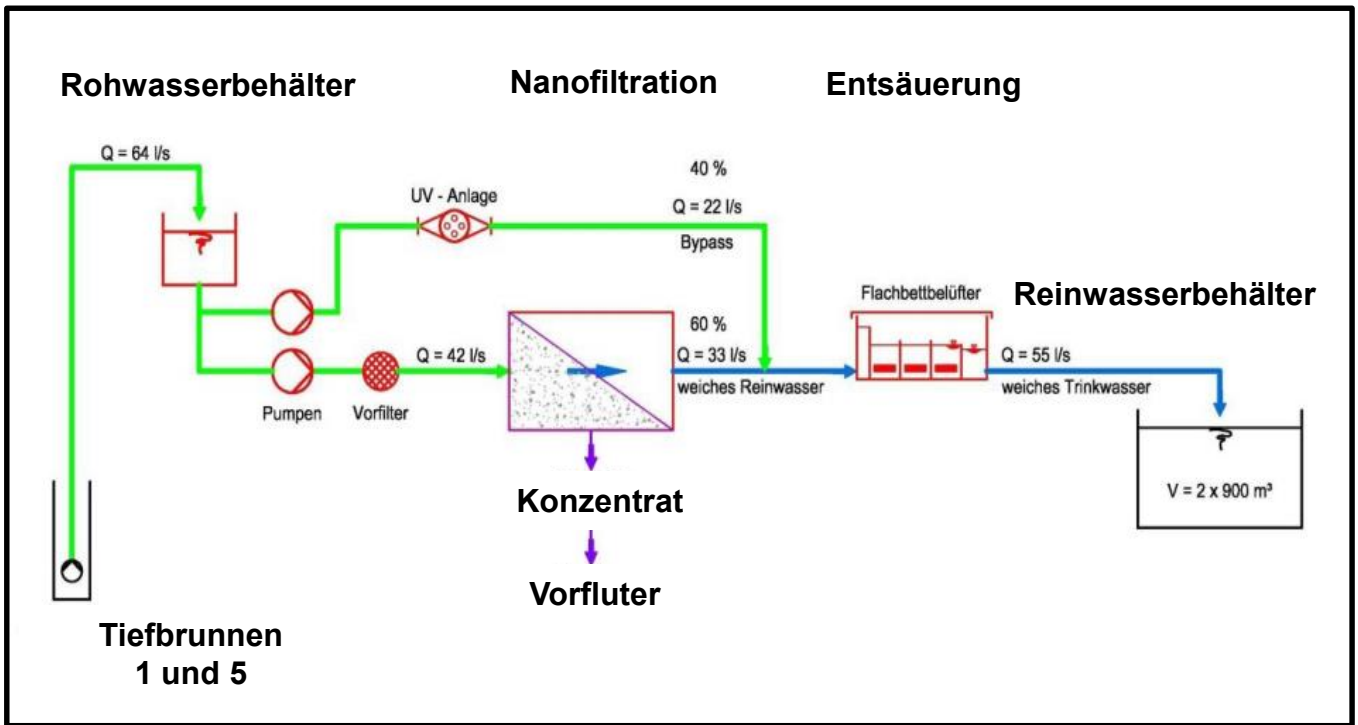 Rohwasserbehälter
Nanofiltration
Entsäuerung
Q = 64 l/s
40 %
UV - Anlage
Q = 22 l/s
Bypass
Flachbettbelüfter
Reinwasserbehälter
60 %
Q = 42 l/s
Q = 33 l/s
weiches Reinwasser
Q = 55 l/s
weiches Trinkwasser
Pumpen
Vorfilter
V = 2 x 900 m³
Konzentrat
Vorfluter
Tiefbrunnen
1 und 5